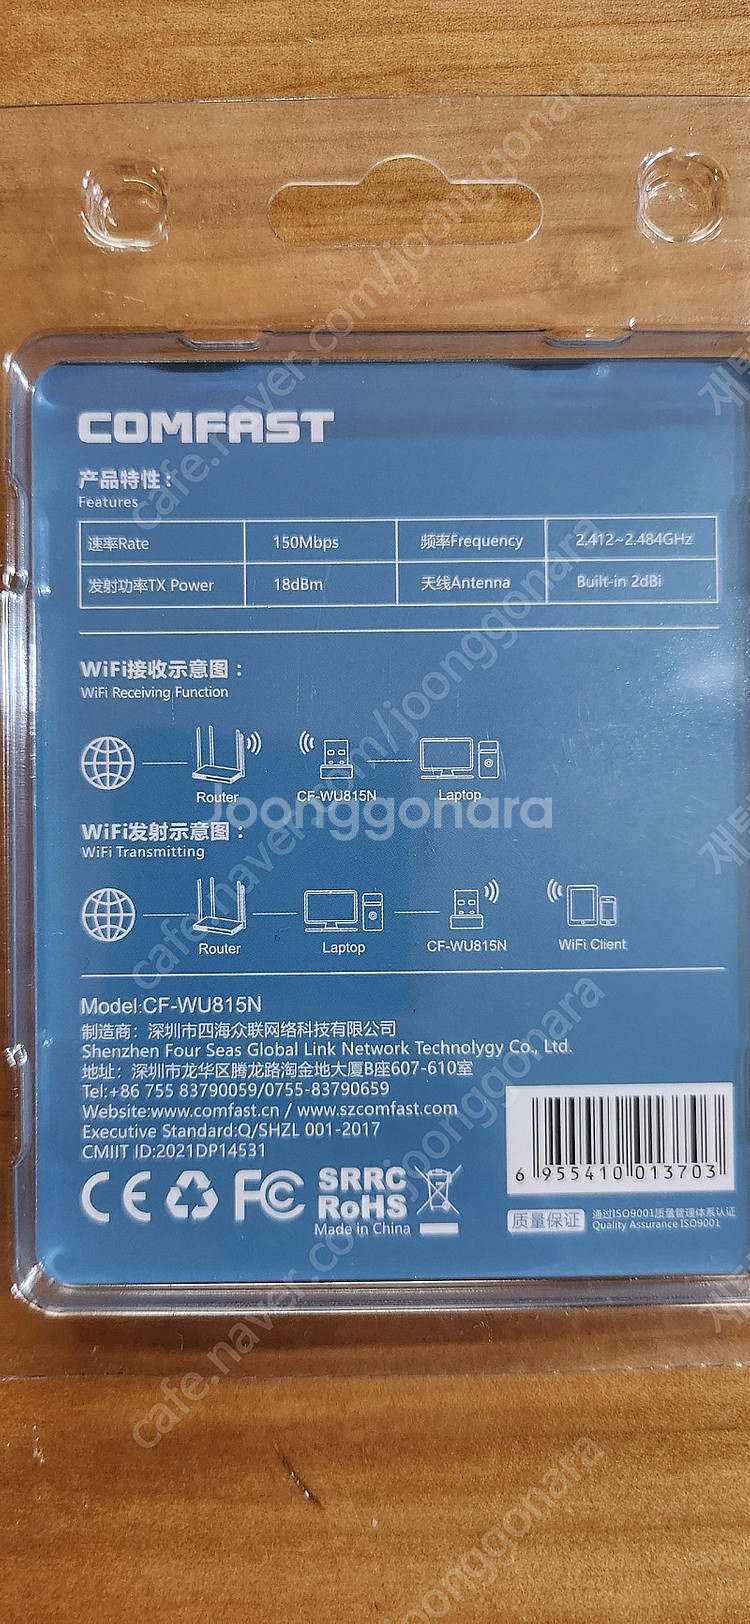 COMFAST
产品特性：
Features
速率Rate 150Mbps 频率Frequency 2.412~2.484GHz
发射功率TX Power 18dBm 天线Antenna Built-in 2dBi
WiFi接收示意图：
WiFi Receiving Function
Router CF-WU815N Laptop
Joonggonara
WiFi发射示意图：
WiFi Transmitting
Router Laptop CF-WU815N WiFi Client
Model:CF-WU815N
制造商：深圳市四海众联网络科技有限公司
Shenzhen Four Seas Global Link Network Technolygy Co., Ltd.
地址：深圳市龙华区腾龙路淘金地大厦B座607-610室
Tel:+86 755 83790059/0755-83790659
Website:www.comfast.cn / www.szcomfast.com
Executive Standard:Q/SHZL 001-2017
CMIIT ID:2021DP14531
6 955410 013703
CE FC SRRC
RoHS
Made in China
质量保证 通过ISO9001质量管理体系认证
Quality Assurance ISO9001
cafe.naver.com/joonggonara
cafe.naver.com/joonggonara
cafe.naver.com/joonggonara
joonggonara